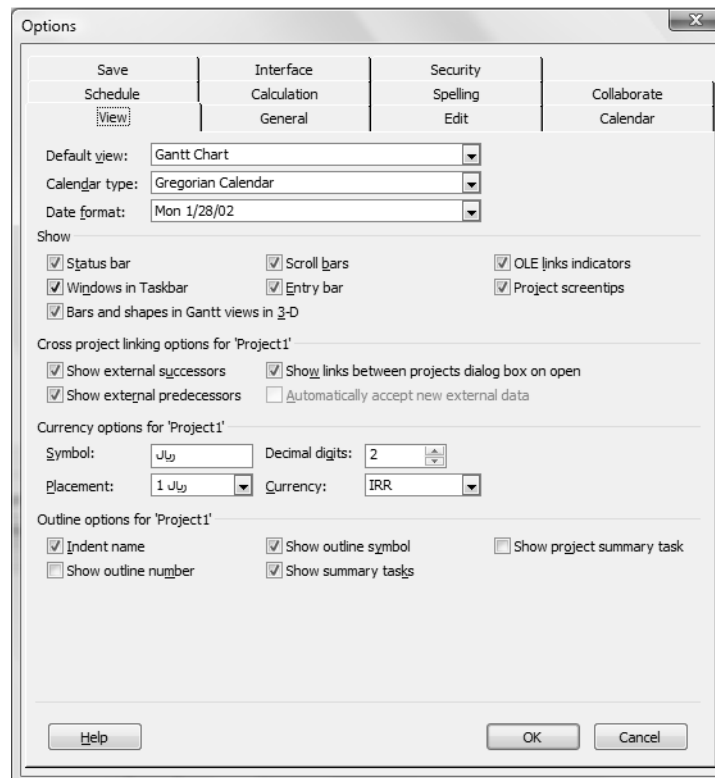 Options
Save Interface Security
Schedule Calculation Spelling Collaborate
View General Edit Calendar
Default view: Gantt Chart
Calendar type: Gregorian Calendar
Date format: Mon 1/28/02
Show
Status bar Scroll bars OLE links indicators
Windows in Taskbar Entry bar Project screentips
Bars and shapes in Gantt views in 3-D
Cross project linking options for 'Project1'
Show external successors Show links between projects dialog box on open
Show external predecessors Automatically accept new external data
Currency options for 'Project1'
Symbol: ريال Decimal digits: 2
Placement: 1 ريال Currency: IRR
Outline options for 'Project1'
Indent name Show outline symbol Show project summary task
Show outline number Show summary tasks
Help OK Cancel